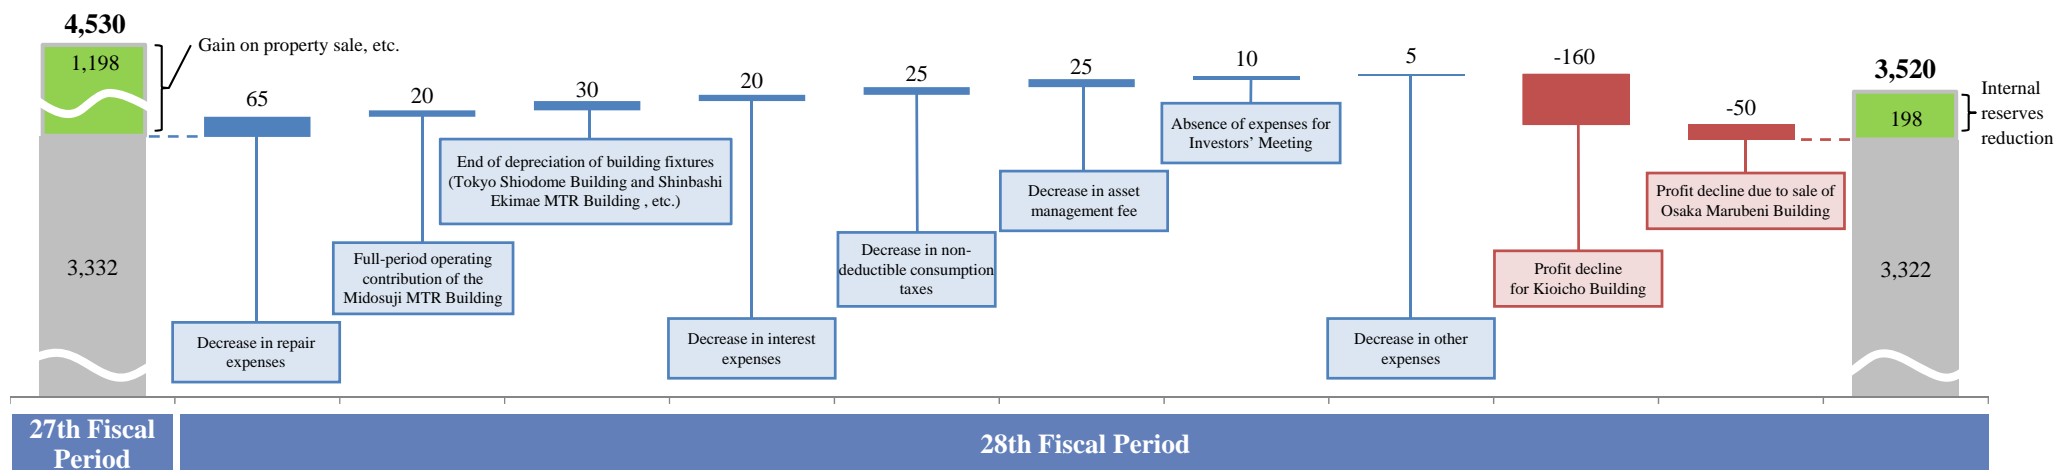 4,530
1,198
Gain on property sale, etc.
3,332
65
Decrease in repair
expenses
20
Full-period operating
contribution of the
Midosuji MTR Building
30
End of depreciation of building fixtures
(Tokyo Shiodome Building and Shinbashi
Ekimae MTR Building , etc.)
20
Decrease in interest
expenses
25
Decrease in non-
deductible consumption
taxes
25
Decrease in asset
management fee
10
Absence of expenses for
Investors’ Meeting
5
Decrease in other
expenses
-160
Profit decline
for Kioicho Building
-50
Profit decline due to sale of
Osaka Marubeni Building
3,520
198
Internal
reserves
reduction
3,322
27th Fiscal
Period
28th Fiscal Period